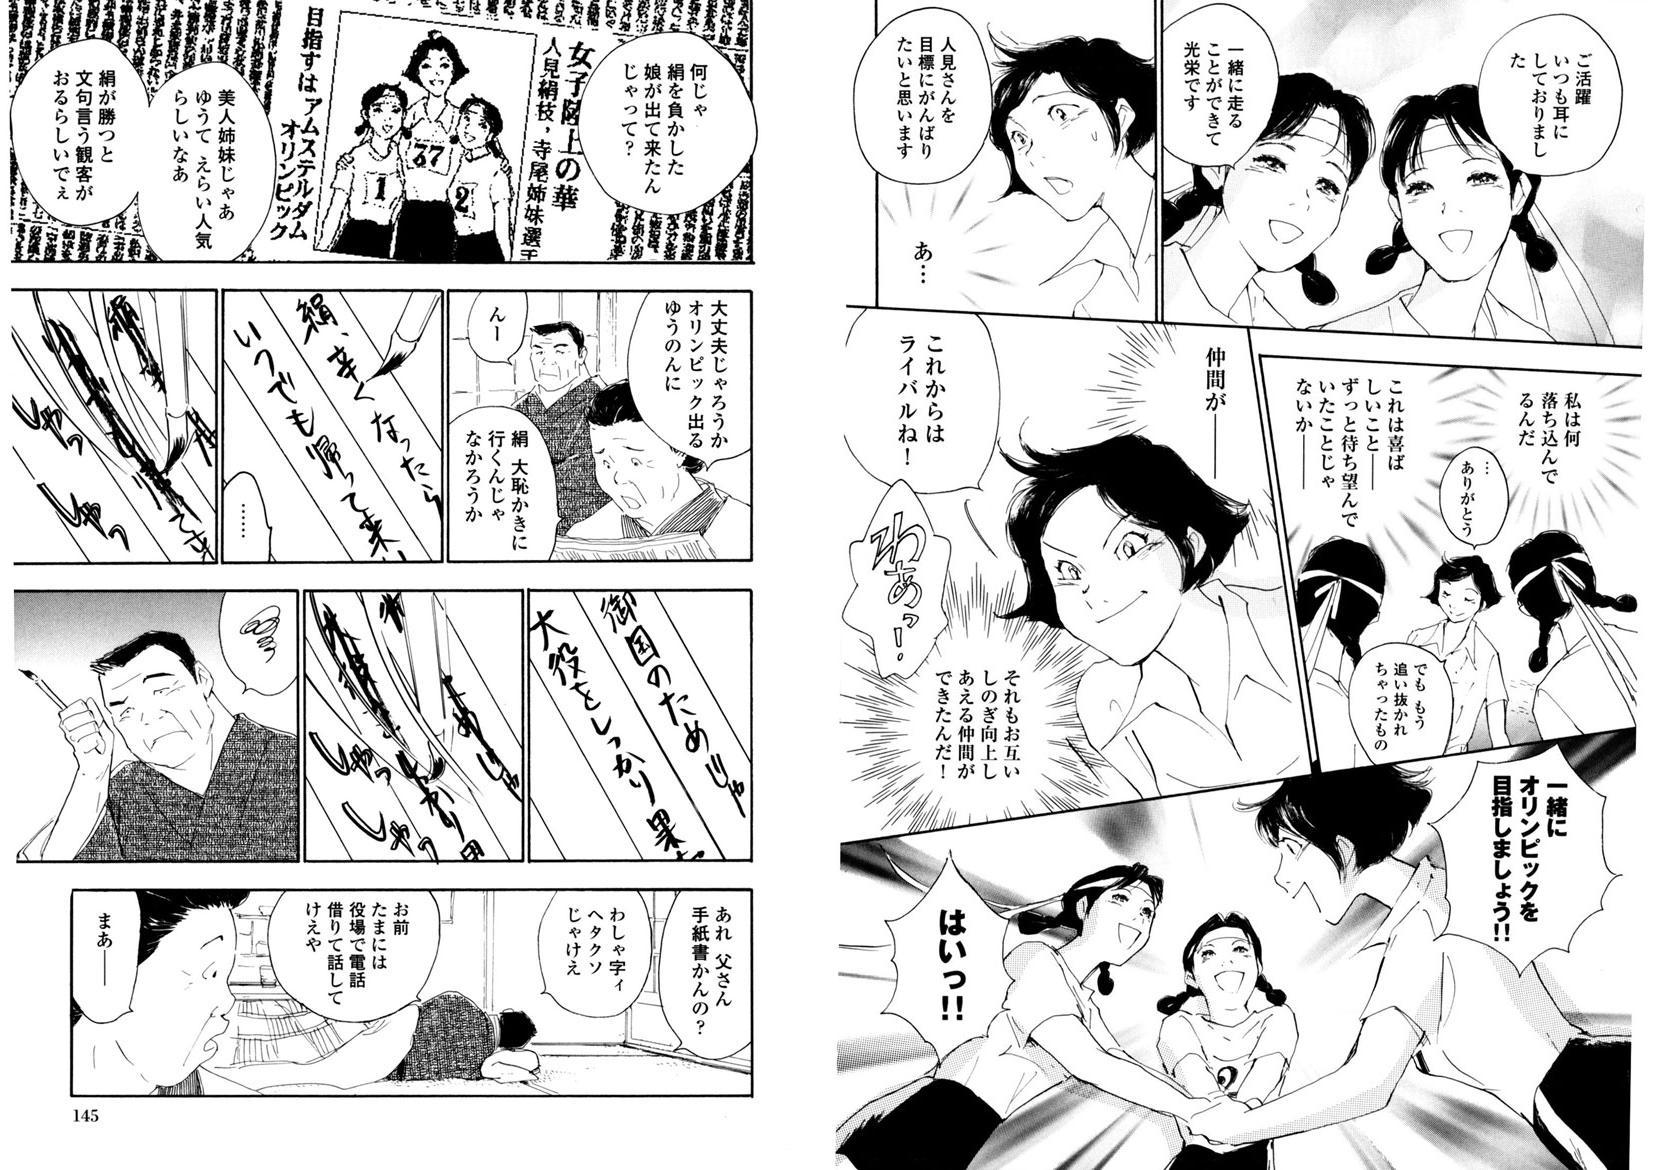 ご活躍
いつも耳に
しておりまし
た
一緒に走る
ことができて
光栄です
人見さんを
目標にがんばり
たいと思います
あ…
私は何
落ち込んで
るんだ
…
ありがとう
これは喜ば
しいこと──
ずっと待ち望んで
いたことじゃ
ないか──
でも もう
追い抜かれ
ちゃったもの
仲間が──
これからは
ライバルね！
わあっー！
それもお互い
しのぎ向上し
あえる仲間が
できたんだ！
一緒に
オリンピックを
目指しましょう!!
はいっ!!
何じゃ
絹を負かした
娘が出て来たん
じゃって？
女子陸上の華
人見絹枝，寺尾姉妹選手
37
1
2
目指すは アムステルダム
オリンピック
美人姉妹じゃあ
ゆうて えらい人気
らしいなあ
絹が勝つと
文句言う観客が
おるらしいでぇ
大丈夫じゃろうか
オリンピック出る
ゆうのんに
んー
絹 大恥かきに
行くんじゃ
なかろうか
絹、辛くなったら
いつでも帰って来
……
しゃっ
しゃっ
御国のためじゃ
大役をしっかり果
しゃっ
しゃっ
あれ 父さん
手紙書かんの？
わしゃ字ィ
ヘタクソ
じゃけえ
お前
たまには
役場で電話
借りて話して
けえや
まあ──
145